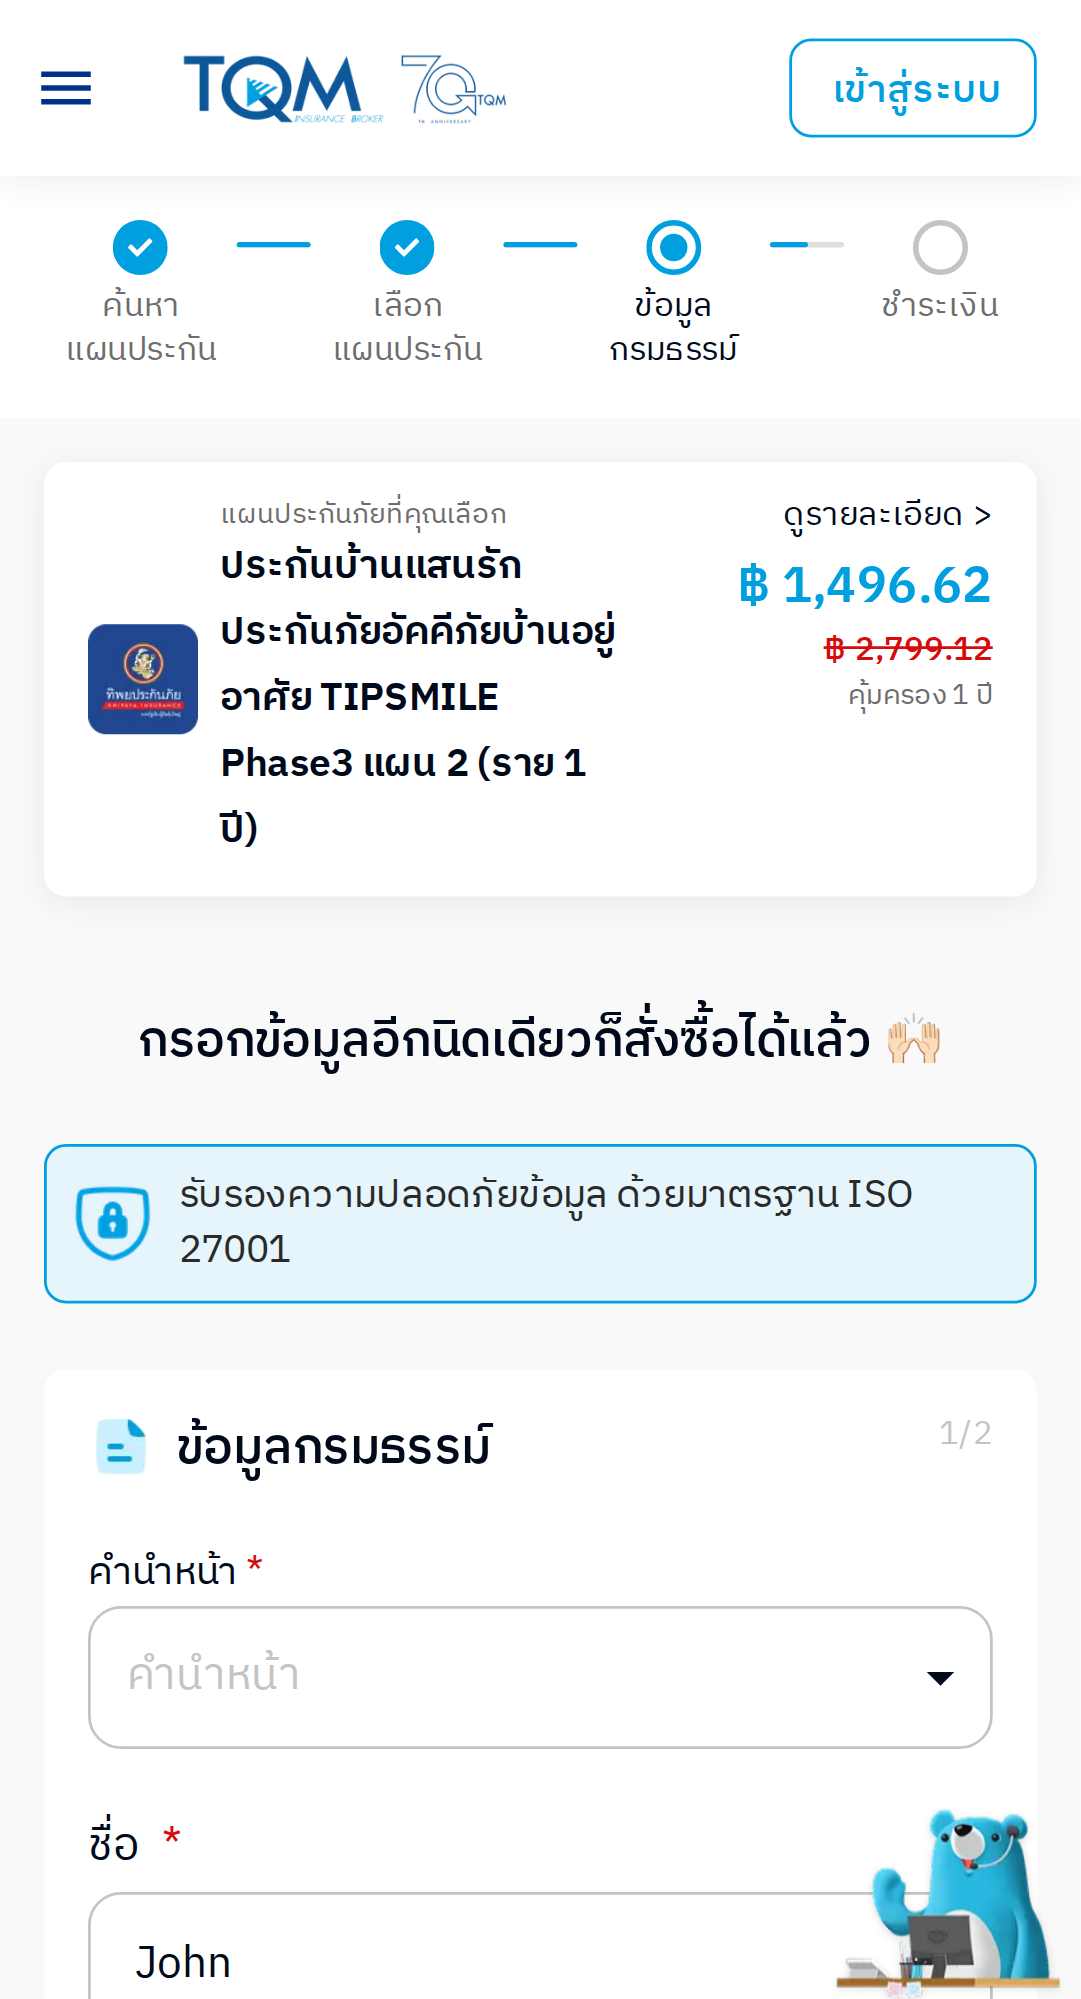 TQM
INSURANCE BROKER
70 TQM
TH ANNIVERSARY
เข้าสู่ระบบ
ค้นหา
แผนประกัน
เลือก
แผนประกัน
ข้อมูล
กรมธรรม์
ชำระเงิน
แผนประกันภัยที่คุณเลือก
ดูรายละเอียด >
ประกันบ้านแสนรัก
ประกันภัยอัคคีภัยบ้านอยู่
อาศัย TIPSMILE
Phase3 แผน 2 (ราย 1
ปี)
฿ 1,496.62
฿ 2,799.12
คุ้มครอง 1 ปี
ทิพยประกันภัย
DHIPAYA INSURANCE
กรอกข้อมูลอีกนิดเดียวก็สั่งซื้อได้แล้ว 🙌🏻
รับรองความปลอดภัยข้อมูล ด้วยมาตรฐาน ISO
27001
ข้อมูลกรมธรรม์
1/2
คำนำหน้า *
คำนำหน้า
ชื่อ *
John